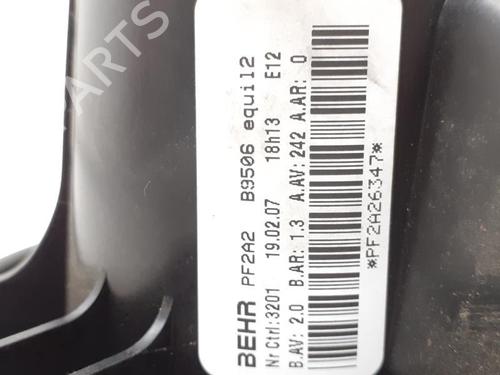 BEHR PF2A2 B9506 equil2
Nr Ctrl:3201 19.02.07 18h13 E12
B.AV: 2.0 B.AR: 1.3 A.AV:242 A.AR: 0
*PF2A26347*
PARTS